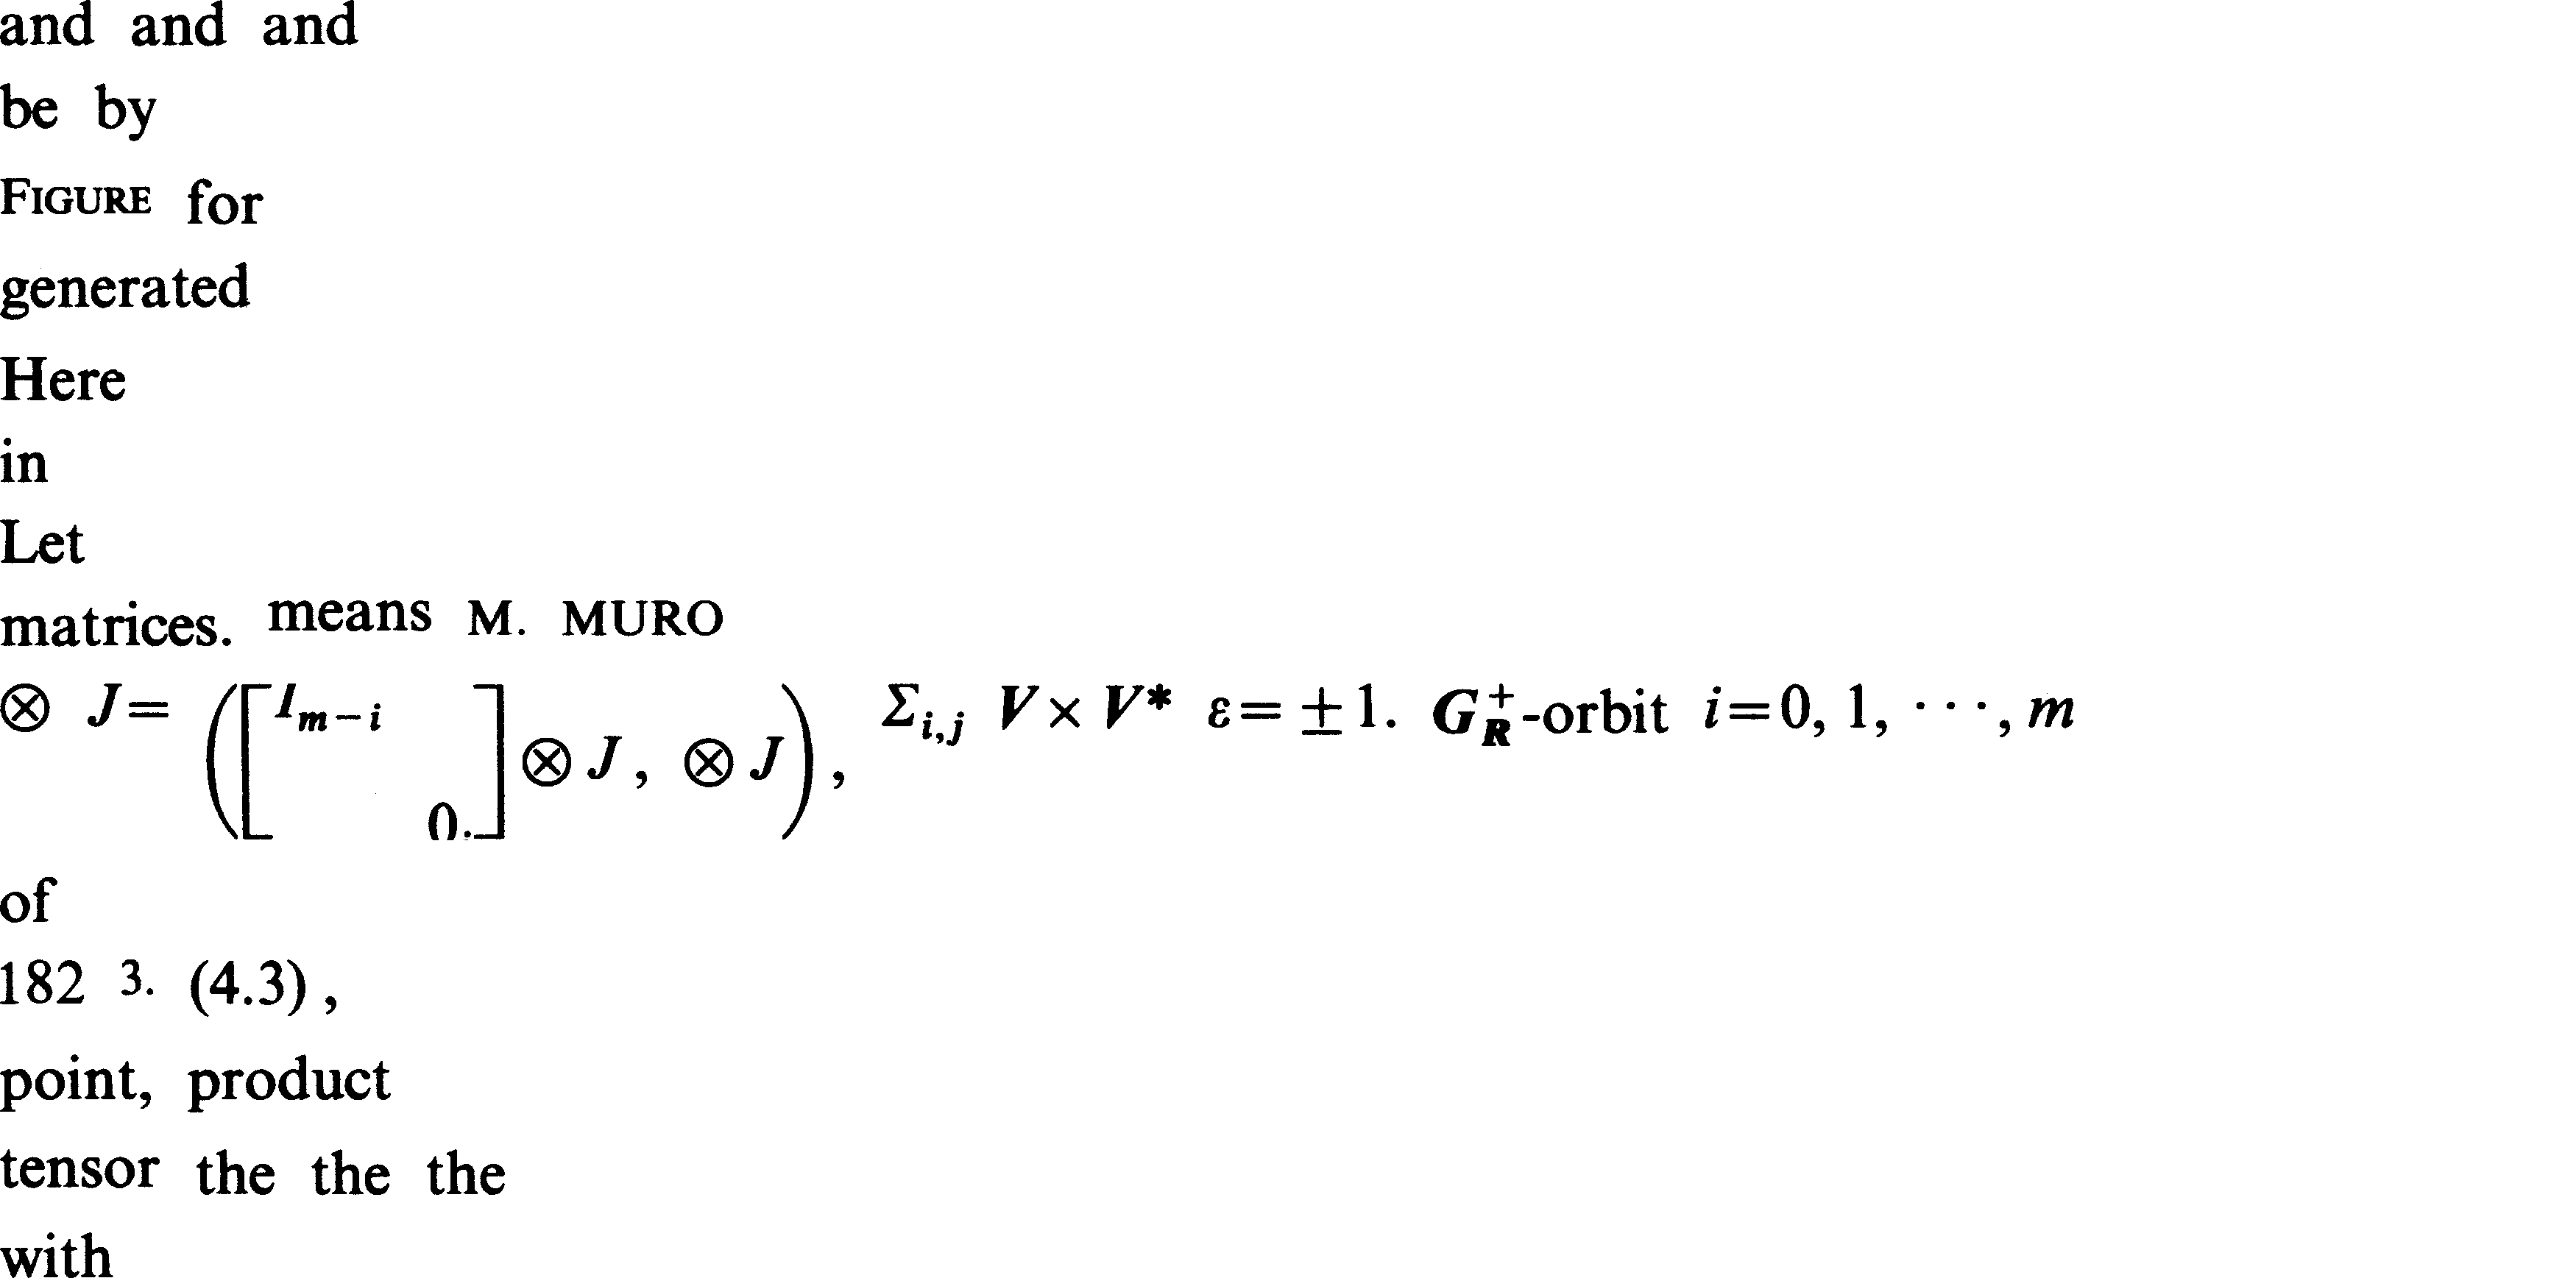 and and and
be by
FIGURE for
generated
Here
in
Let
matrices. means M. MURO
⊗ J= ([I_{m-i} 0_i] ⊗ J, ⊗ J), Σ_{i,j} V×V* ε=±1. G_R^+-orbit i=0, 1, ···, m
of
182 3. (4.3),
point, product
tensor the the the
with